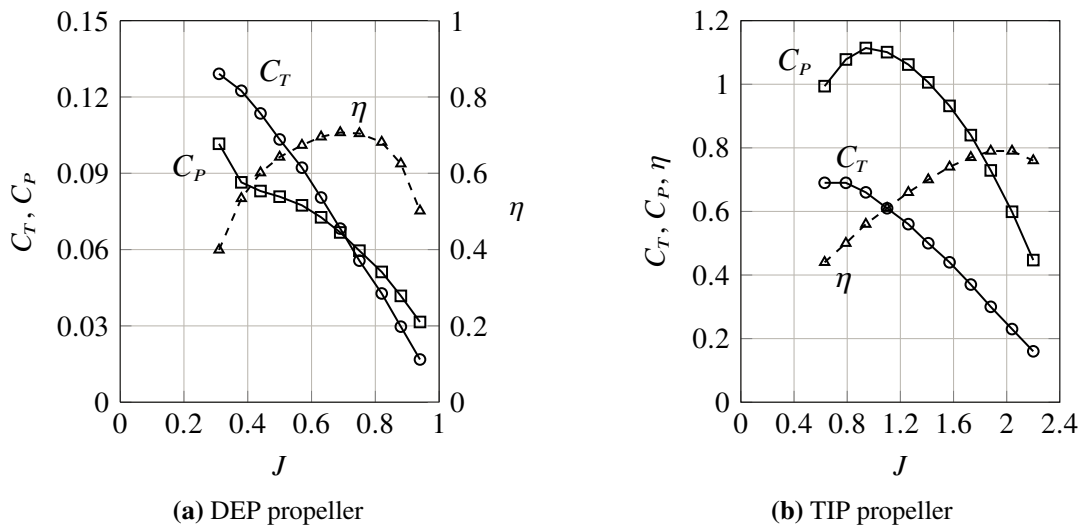 0.15
0.12
0.09
0.06
0.03
0
C_T, C_P
1
0.8
0.6
0.4
0.2
0
η
C_T
η
C_P
0 0.2 0.4 0.6 0.8 1
J
(a) DEP propeller
1.2
1
0.8
0.6
0.4
0.2
0
C_T, C_P, η
C_P
C_T
η
0 0.4 0.8 1.2 1.6 2 2.4
J
(b) TIP propeller